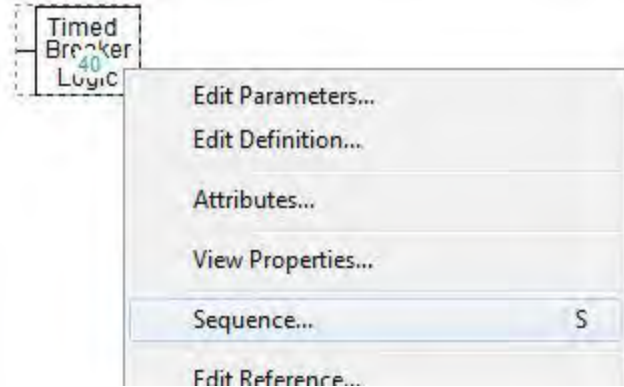 Timed
Breaker
40
Logic
Edit Parameters...
Edit Definition...
Attributes...
View Properties...
Sequence... S
Edit Reference...